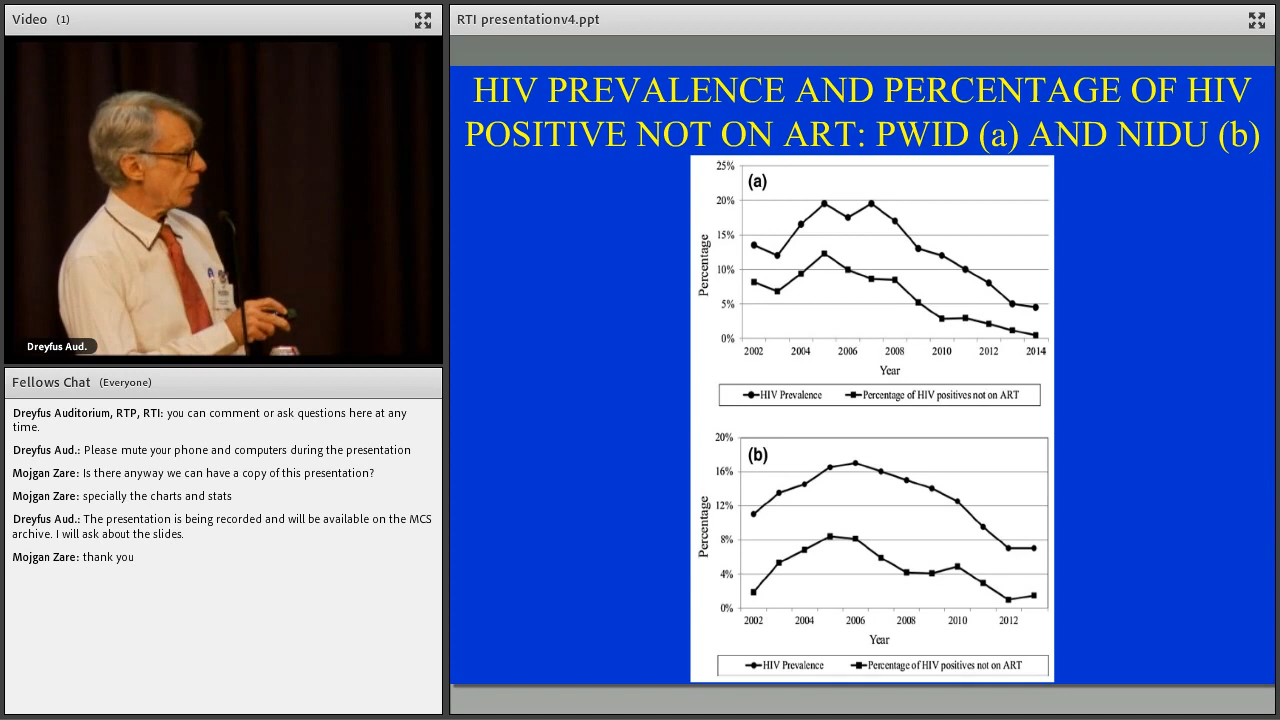 Video (1)
Dreyfus Aud.
Fellows Chat (Everyone)
Dreyfus Auditorium, RTP, RTI: you can comment or ask questions here at any
time.
Dreyfus Aud.: Please mute your phone and computers during the presentation
Mojgan Zare: Is there anyway we can have a copy of this presentation?
Mojgan Zare: specially the charts and stats
Dreyfus Aud.: The presentation is being recorded and will be available on the MCS
archive. I will ask about the slides.
Mojgan Zare: thank you
RTI presentationv4.ppt
HIV PREVALENCE AND PERCENTAGE OF HIV
POSITIVE NOT ON ART: PWID (a) AND NIDU (b)
(a)
25%
20%
15%
10%
5%
0%
Percentage
2002 2004 2006 2008 2010 2012 2014
Year
HIV Prevalence Percentage of HIV positives not on ART
(b)
20%
16%
12%
8%
4%
0%
Percentage
2002 2004 2006 2008 2010 2012
Year
HIV Prevalence Percentage of HIV positives not on ART